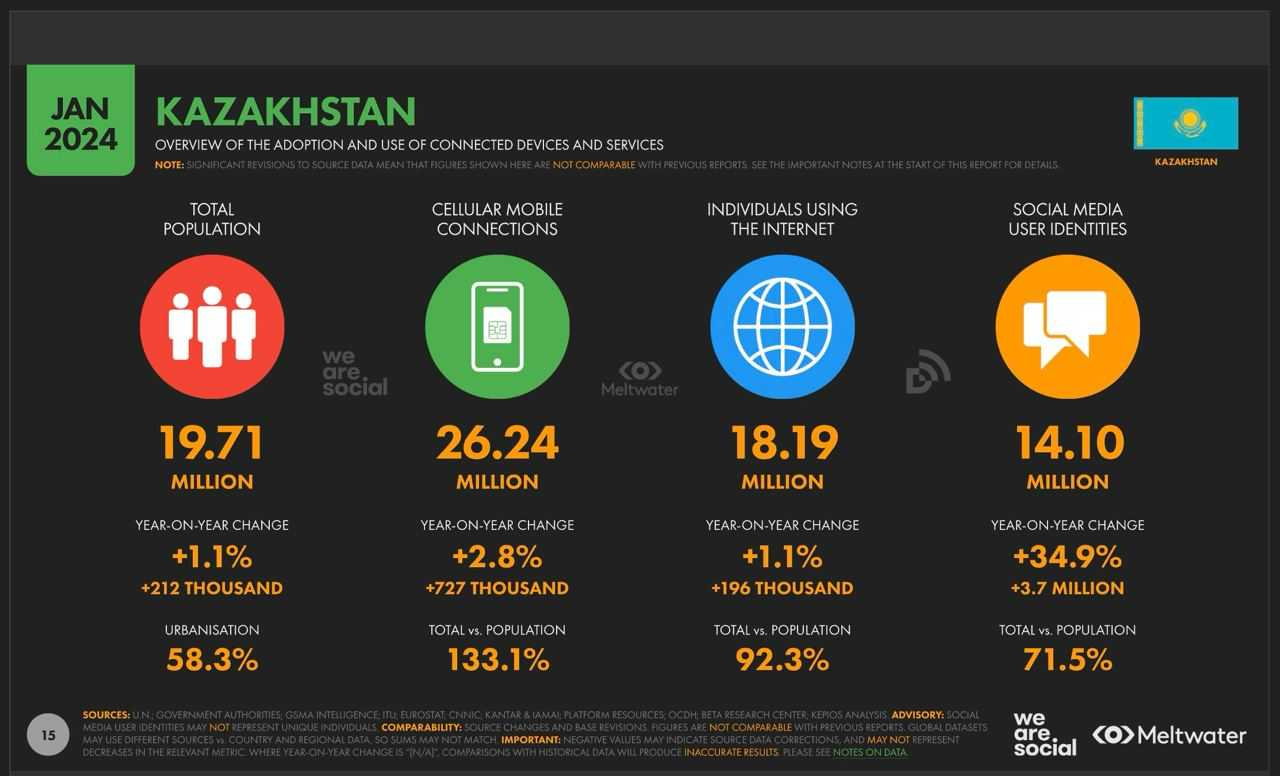 JAN
2024
KAZAKHSTAN
OVERVIEW OF THE ADOPTION AND USE OF CONNECTED DEVICES AND SERVICES
NOTE: SIGNIFICANT REVISIONS TO SOURCE DATA MEAN THAT FIGURES SHOWN HERE ARE NOT COMPARABLE WITH PREVIOUS REPORTS. SEE THE IMPORTANT NOTES AT THE START OF THIS REPORT FOR DETAILS.
KAZAKHSTAN
TOTAL
POPULATION
19.71
MILLION
YEAR-ON-YEAR CHANGE
+1.1%
+212 THOUSAND
URBANISATION
58.3%
CELLULAR MOBILE
CONNECTIONS
26.24
MILLION
YEAR-ON-YEAR CHANGE
+2.8%
+727 THOUSAND
TOTAL vs. POPULATION
133.1%
INDIVIDUALS USING
THE INTERNET
18.19
MILLION
YEAR-ON-YEAR CHANGE
+1.1%
+196 THOUSAND
TOTAL vs. POPULATION
92.3%
SOCIAL MEDIA
USER IDENTITIES
14.10
MILLION
YEAR-ON-YEAR CHANGE
+34.9%
+3.7 MILLION
TOTAL vs. POPULATION
71.5%
we
are
social
Meltwater
15
SOURCES: U.N.; GOVERNMENT AUTHORITIES; GSMA INTELLIGENCE; ITU; EUROSTAT; CNNIC; KANTAR & IAMAI; PLATFORM RESOURCES; OCDH; BETA RESEARCH CENTER; KEPIOS ANALYSIS. ADVISORY: SOCIAL
MEDIA USER IDENTITIES MAY NOT REPRESENT UNIQUE INDIVIDUALS. COMPARABILITY: SOURCE CHANGES AND BASE REVISIONS. FIGURES ARE NOT COMPARABLE WITH PREVIOUS REPORTS. GLOBAL DATASETS
MAY USE DIFFERENT SOURCES vs. COUNTRY AND REGIONAL DATA, SO SUMS MAY NOT MATCH. IMPORTANT: NEGATIVE VALUES MAY INDICATE SOURCE DATA CORRECTIONS, AND MAY NOT REPRESENT
DECREASES IN THE RELEVANT METRIC. WHERE YEAR-ON-YEAR CHANGE IS "[N/A]", COMPARISONS WITH HISTORICAL DATA WILL PRODUCE INACCURATE RESULTS. PLEASE SEE NOTES ON DATA.
we
are
social
Meltwater